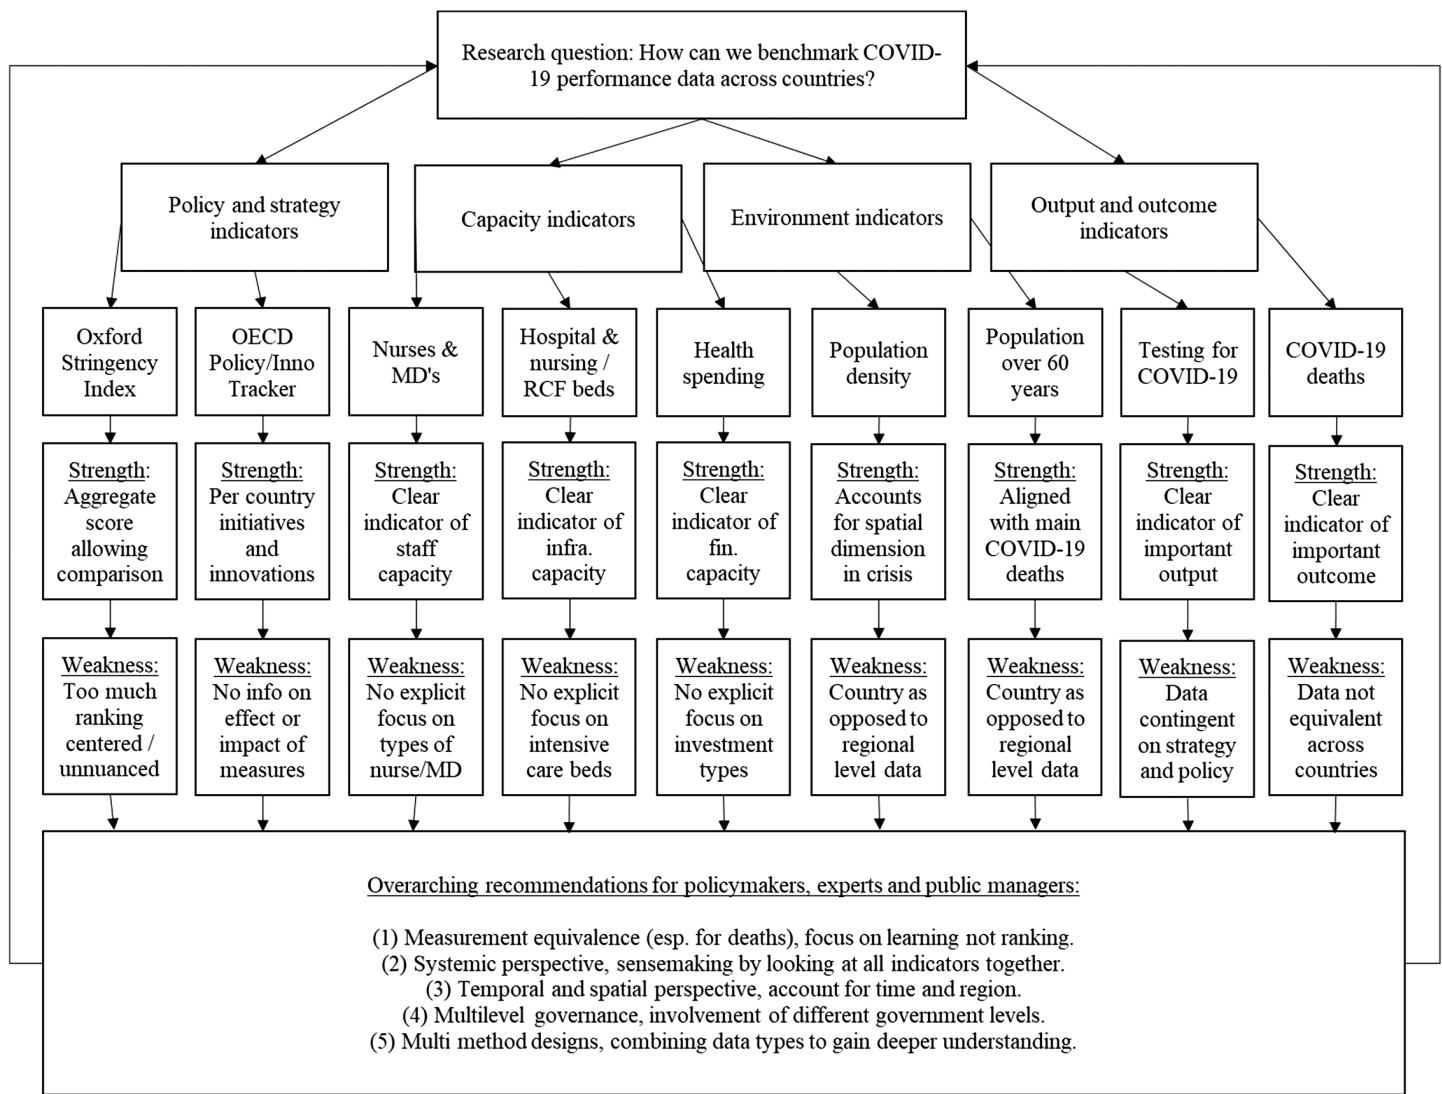 Research question: How can we benchmark COVID-
19 performance data across countries?
Policy and strategy
indicators
Capacity indicators
Environment indicators
Output and outcome
indicators
Oxford
Stringency
Index
OECD
Policy/Inno
Tracker
Nurses &
MD's
Hospital &
nursing /
RCF beds
Health
spending
Population
density
Population
over 60
years
Testing for
COVID-19
COVID-19
deaths
Strength:
Aggregate
score
allowing
comparison
Strength:
Per country
initiatives
and
innovations
Strength:
Clear
indicator of
staff
capacity
Strength:
Clear
indicator of
infra.
capacity
Strength:
Clear
indicator of
fin.
capacity
Strength:
Accounts
for spatial
dimension
in crisis
Strength:
Aligned
with main
COVID-19
deaths
Strength:
Clear
indicator of
important
output
Strength:
Clear
indicator of
important
outcome
Weakness:
Too much
ranking
centered /
unnuanced
Weakness:
No info on
effect or
impact of
measures
Weakness:
No explicit
focus on
types of
nurse/MD
Weakness:
No explicit
focus on
intensive
care beds
Weakness:
No explicit
focus on
investment
types
Weakness:
Country as
opposed to
regional
level data
Weakness:
Country as
opposed to
regional
level data
Weakness:
Data
contingent
on strategy
and policy
Weakness:
Data not
equivalent
across
countries
Overarching recommendations for policymakers, experts and public managers:
(1) Measurement equivalence (esp. for deaths), focus on learning not ranking.
(2) Systemic perspective, sensemaking by looking at all indicators together.
(3) Temporal and spatial perspective, account for time and region.
(4) Multilevel governance, involvement of different government levels.
(5) Multi method designs, combining data types to gain deeper understanding.